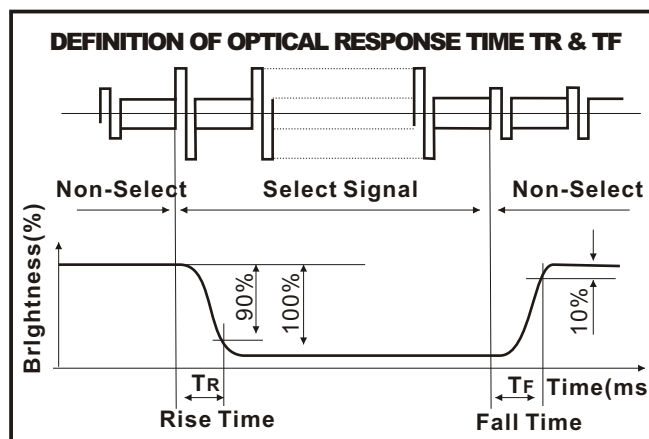 DEFINITION OF OPTICAL RESPONSE TIME TR & TF
Non-Select
Select Signal
Non-Select
BrIghtness(%)
90%
100%
10%
TR
TF
Time(ms
Rise Time
Fall Time